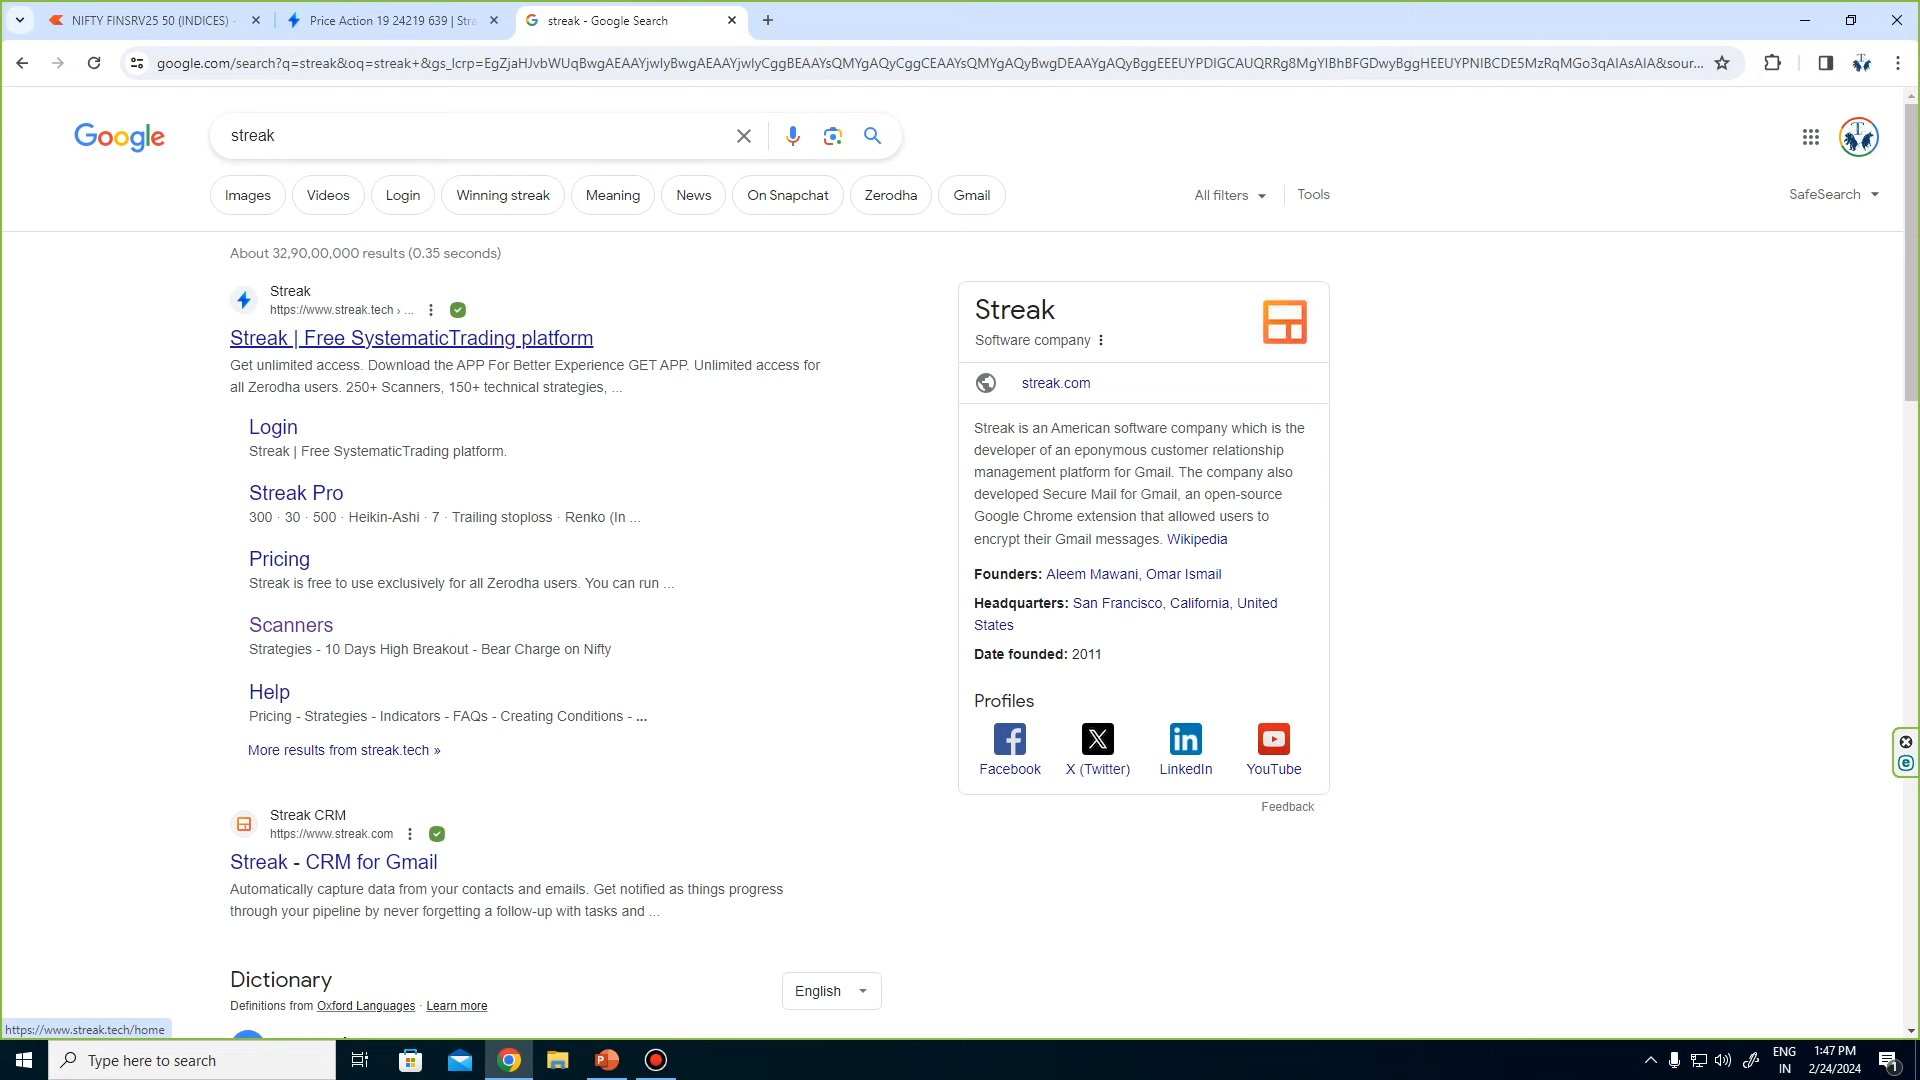 NIFTY FINSRV25 50 (INDICES) -
Price Action 19 24219 639 | Stra
streak - Google Search
google.com/search?q=streak&oq=streak+&gs_lcrp=EgZjaHJvbWUqBwgAEAAYjwIyBwgAEAAYjwIyCggBEAAYsQMYgAQyCggCEAAYsQMYgAQyBwgDEAAYgAQyBggEEEUYPDIGCAUQRRg8MgYIBhBFGDwyBggHEEUYPNIBCDE5MzRqMGo3qAIAsAIA&sour...
Google
streak
Images
Videos
Login
Winning streak
Meaning
News
On Snapchat
Zerodha
Gmail
All filters
Tools
SafeSearch
About 32,90,00,000 results (0.35 seconds)
Streak
https://www.streak.tech › ...
Streak | Free SystematicTrading platform
Get unlimited access. Download the APP For Better Experience GET APP. Unlimited access for
all Zerodha users. 250+ Scanners, 150+ technical strategies, ...
Login
Streak | Free SystematicTrading platform.
Streak Pro
300 · 30 · 500 · Heikin-Ashi · 7 · Trailing stoploss · Renko (In ...
Pricing
Streak is free to use exclusively for all Zerodha users. You can run ...
Scanners
Strategies - 10 Days High Breakout - Bear Charge on Nifty
Help
Pricing - Strategies - Indicators - FAQs - Creating Conditions - ...
More results from streak.tech »
Streak CRM
https://www.streak.com
Streak - CRM for Gmail
Automatically capture data from your contacts and emails. Get notified as things progress
through your pipeline by never forgetting a follow-up with tasks and ...
Dictionary
English
Definitions from Oxford Languages · Learn more
Streak
Software company
streak.com
Streak is an American software company which is the
developer of an eponymous customer relationship
management platform for Gmail. The company also
developed Secure Mail for Gmail, an open-source
Google Chrome extension that allowed users to
encrypt their Gmail messages. Wikipedia
Founders: Aleem Mawani, Omar Ismail
Headquarters: San Francisco, California, United
States
Date founded: 2011
Profiles
Facebook
X (Twitter)
LinkedIn
YouTube
Feedback
https://www.streak.tech/home
Type here to search
ENG
IN
1:47 PM
2/24/2024
1